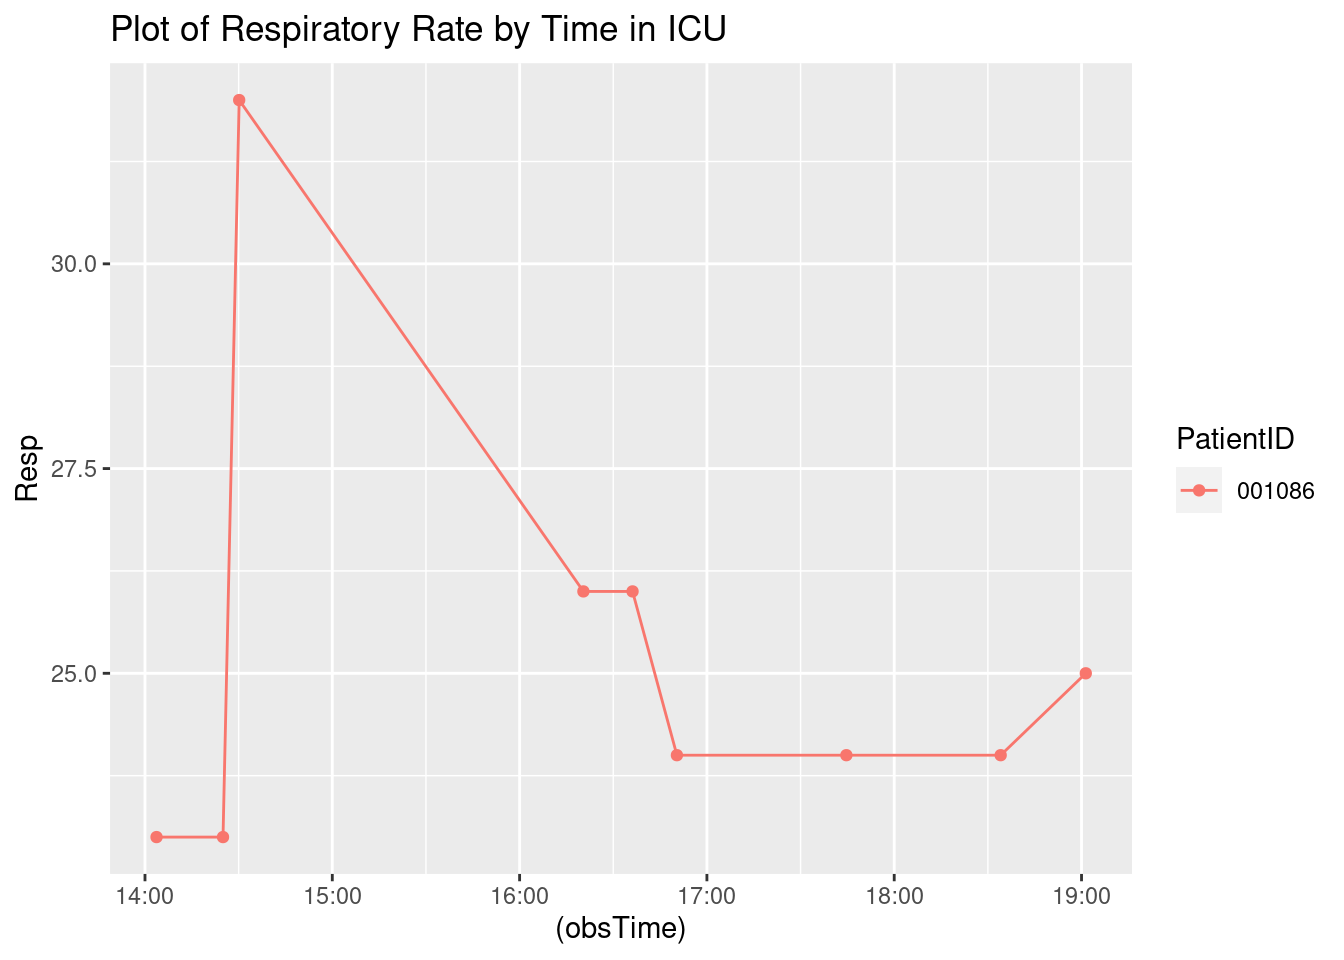 Plot of Respiratory Rate by Time in ICU
30.0
27.5
25.0
Resp
14:00 15:00 16:00 17:00 18:00 19:00
(obsTime)
PatientID
001086